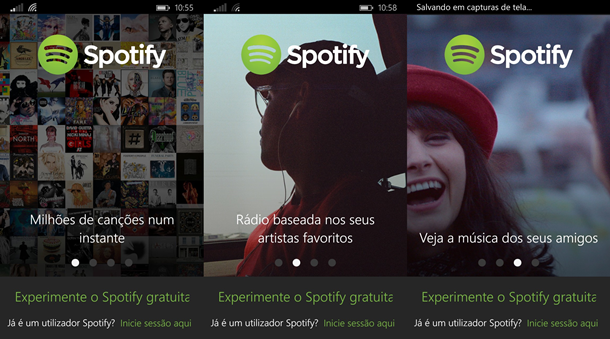 10:55
Spotify
Milhões de canções num
instante
Experimente o Spotify gratuita
Já é um utilizador Spotify? Inicie sessão aqui
10:58
Spotify
Rádio baseada nos seus
artistas favoritos
Experimente o Spotify gratuita
Já é um utilizador Spotify? Inicie sessão aqui
Salvando em capturas de tela...
Spotify
Veja a música dos seus amigos
Experimente o Spotify gratuita
Já é um utilizador Spotify? Inicie sessão aqui